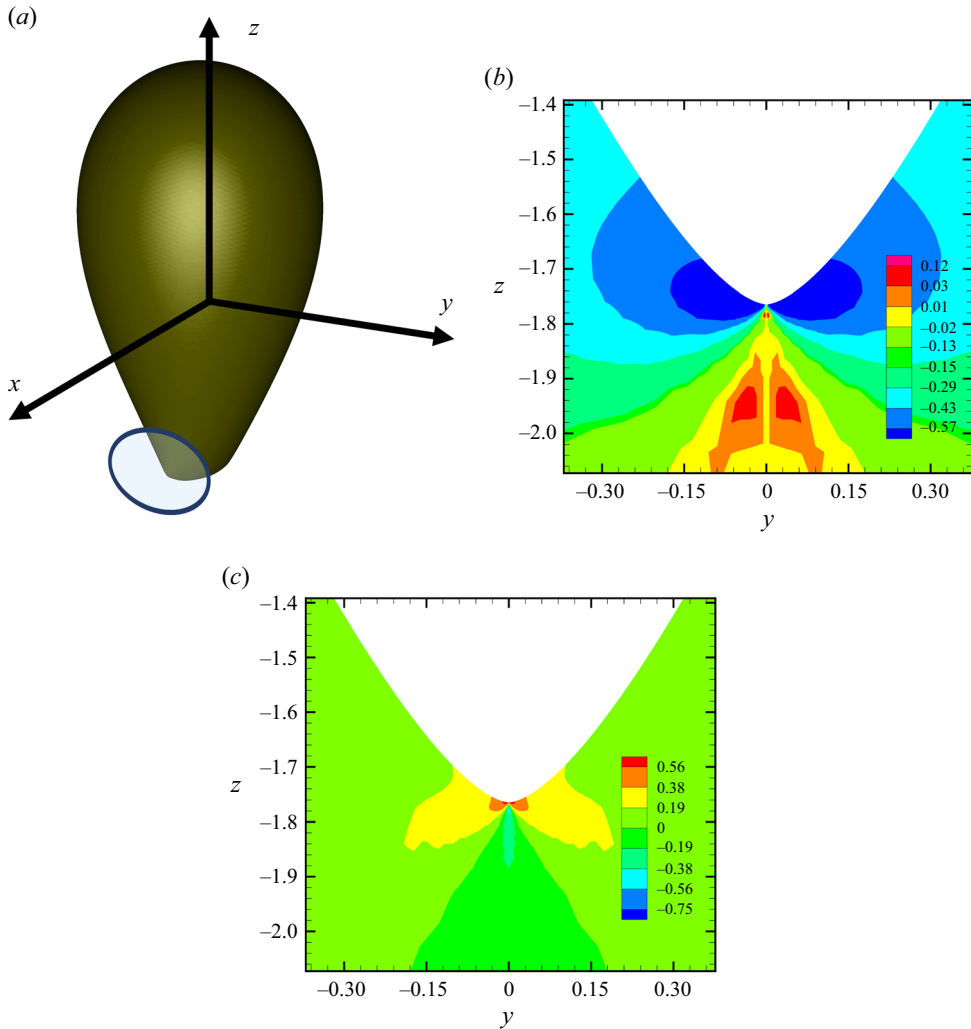 (a)
z
y
x
(b)
–1.4
–1.5
–1.6
–1.7
–1.8
–1.9
–2.0
z
0.12
0.03
0.01
–0.02
–0.13
–0.15
–0.29
–0.43
–0.57
–0.30 –0.15 0 0.15 0.30
y
(c)
–1.4
–1.5
–1.6
–1.7
–1.8
–1.9
–2.0
z
0.56
0.38
0.19
0
–0.19
–0.38
–0.56
–0.75
–0.30 –0.15 0 0.15 0.30
y